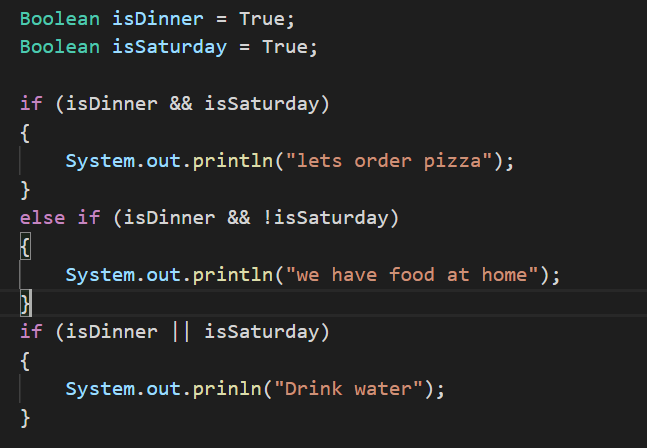 Boolean isDinner = True;
Boolean isSaturday = True;
if (isDinner && isSaturday)
{
System.out.println("lets order pizza");
}
else if (isDinner && !isSaturday)
{
System.out.println("we have food at home");
}
if (isDinner || isSaturday)
{
System.out.prinln("Drink water");
}